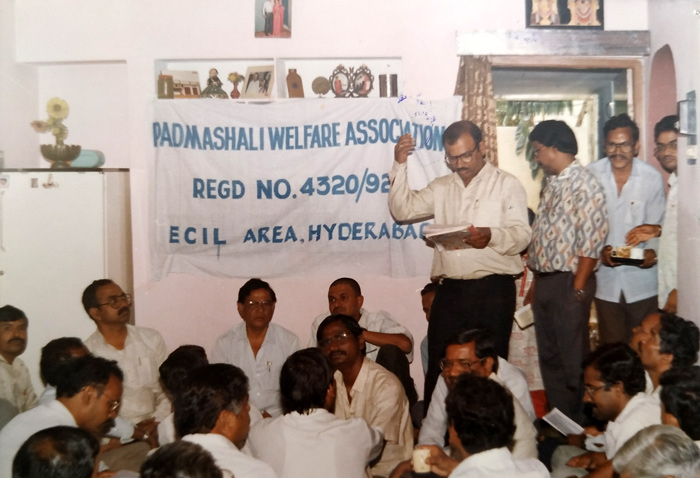 PADMASHALI WELFARE ASSOCIATION
REGD NO. 4320/92
ECIL AREA, HYDERABAD